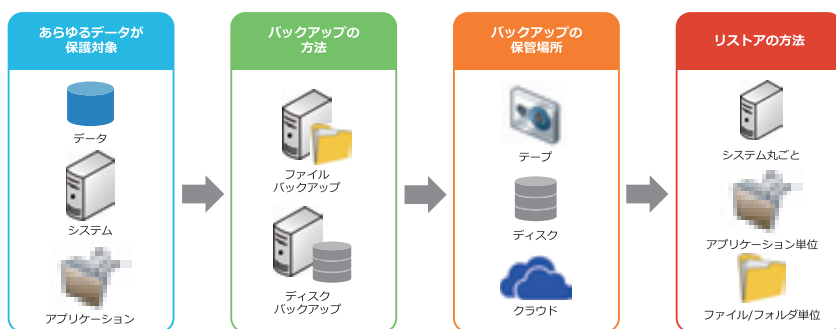 あらゆるデータが
保護対象
データ
システム
アプリケーション
バックアップの
方法
ファイル
バックアップ
ディスク
バックアップ
バックアップの
保管場所
テープ
ディスク
クラウド
リストアの方法
システム丸ごと
アプリケーション単位
ファイル/フォルダ単位